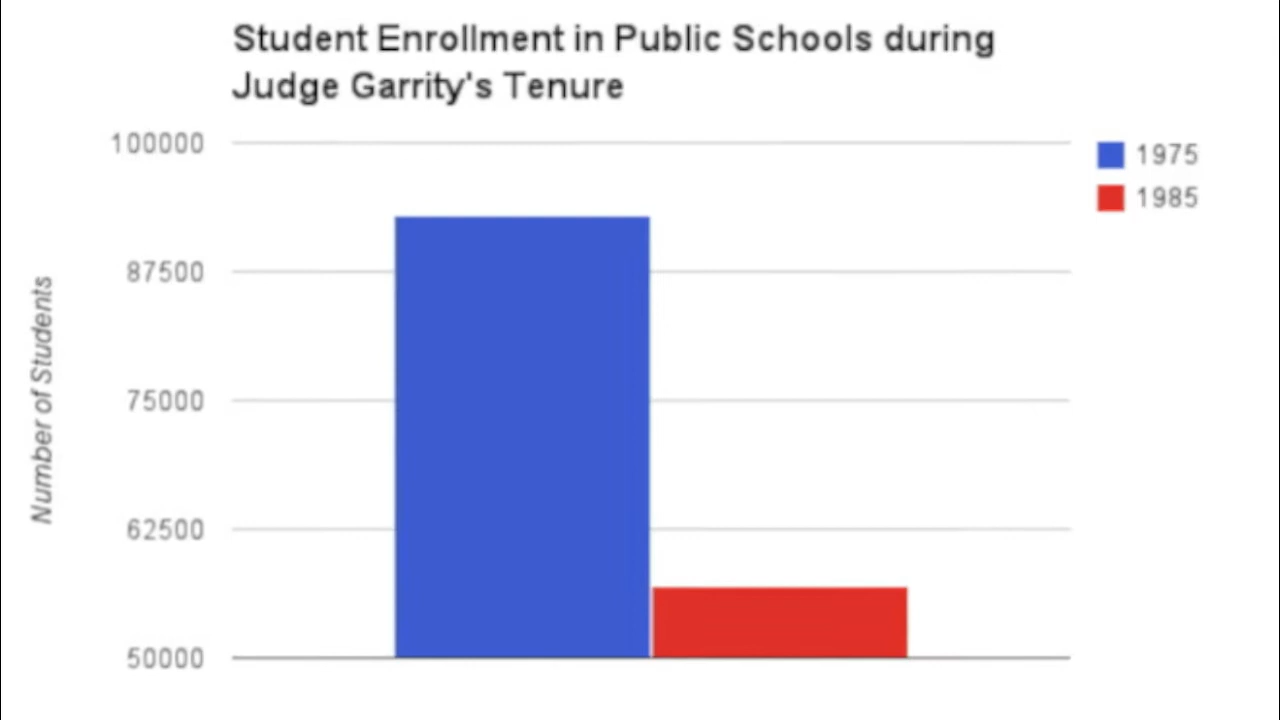 Student Enrollment in Public Schools during
Judge Garrity's Tenure
100000
87500
75000
62500
50000
Number of Students
1975
1985